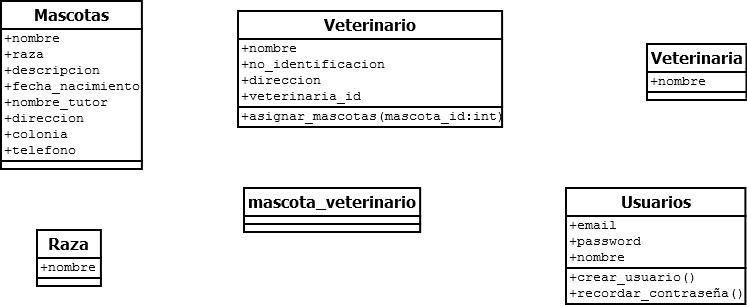 Mascotas
+nombre
+raza
+descripcion
+fecha_nacimiento
+nombre_tutor
+direccion
+colonia
+telefono
Veterinario
+nombre
+no_identificacion
+direccion
+veterinaria_id
+asignar_mascotas(mascota_id:int)
Veterinaria
+nombre
Raza
+nombre
mascota_veterinario
Usuarios
+email
+password
+nombre
+crear_usuario()
+recordar_contraseña()